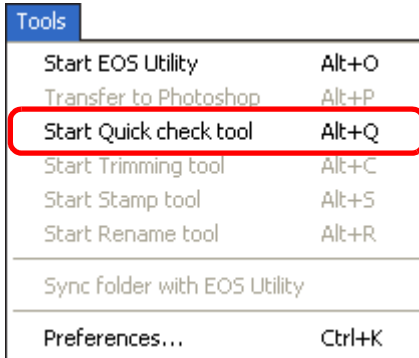 Tools
Start EOS Utility Alt+O
Transfer to Photoshop Alt+P
Start Quick check tool Alt+Q
Start Trimming tool Alt+C
Start Stamp tool Alt+S
Start Rename tool Alt+R
Sync folder with EOS Utility
Preferences... Ctrl+K